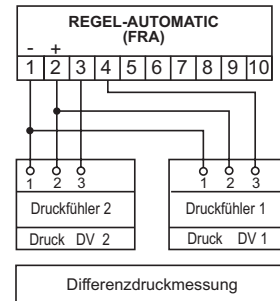 REGEL-AUTOMATIC
(FRA)
- +
1 2 3 4 5 6 7 8 9 10
1 2 3 1 2 3
Druckfühler 2 Druckfühler 1
Druck DV 2 Druck DV 1
Differenzdruckmessung